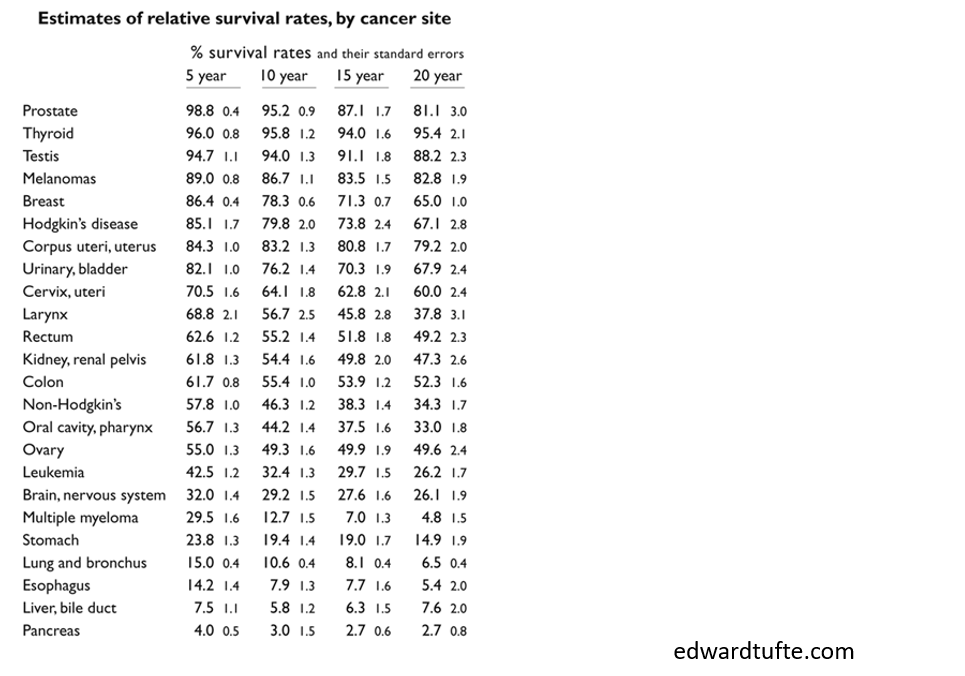 Estimates of relative survival rates, by cancer site
% survival rates and their standard errors
5 year 10 year 15 year 20 year
Prostate 98.8 0.4 95.2 0.9 87.1 1.7 81.1 3.0
Thyroid 96.0 0.8 95.8 1.2 94.0 1.6 95.4 2.1
Testis 94.7 1.1 94.0 1.3 91.1 1.8 88.2 2.3
Melanomas 89.0 0.8 86.7 1.1 83.5 1.5 82.8 1.9
Breast 86.4 0.4 78.3 0.6 71.3 0.7 65.0 1.0
Hodgkin's disease 85.1 1.7 79.8 2.0 73.8 2.4 67.1 2.8
Corpus uteri, uterus 84.3 1.0 83.2 1.3 80.8 1.7 79.2 2.0
Urinary, bladder 82.1 1.0 76.2 1.4 70.3 1.9 67.9 2.4
Cervix, uteri 70.5 1.6 64.1 1.8 62.8 2.1 60.0 2.4
Larynx 68.8 2.1 56.7 2.5 45.8 2.8 37.8 3.1
Rectum 62.6 1.2 55.2 1.4 51.8 1.8 49.2 2.3
Kidney, renal pelvis 61.8 1.3 54.4 1.6 49.8 2.0 47.3 2.6
Colon 61.7 0.8 55.4 1.0 53.9 1.2 52.3 1.6
Non-Hodgkin's 57.8 1.0 46.3 1.2 38.3 1.4 34.3 1.7
Oral cavity, pharynx 56.7 1.3 44.2 1.4 37.5 1.6 33.0 1.8
Ovary 55.0 1.3 49.3 1.6 49.9 1.9 49.6 2.4
Leukemia 42.5 1.2 32.4 1.3 29.7 1.5 26.2 1.7
Brain, nervous system 32.0 1.4 29.2 1.5 27.6 1.6 26.1 1.9
Multiple myeloma 29.5 1.6 12.7 1.5 7.0 1.3 4.8 1.5
Stomach 23.8 1.3 19.4 1.4 19.0 1.7 14.9 1.9
Lung and bronchus 15.0 0.4 10.6 0.4 8.1 0.4 6.5 0.4
Esophagus 14.2 1.4 7.9 1.3 7.7 1.6 5.4 2.0
Liver, bile duct 7.5 1.1 5.8 1.2 6.3 1.5 7.6 2.0
Pancreas 4.0 0.5 3.0 1.5 2.7 0.6 2.7 0.8
edwardtufte.com